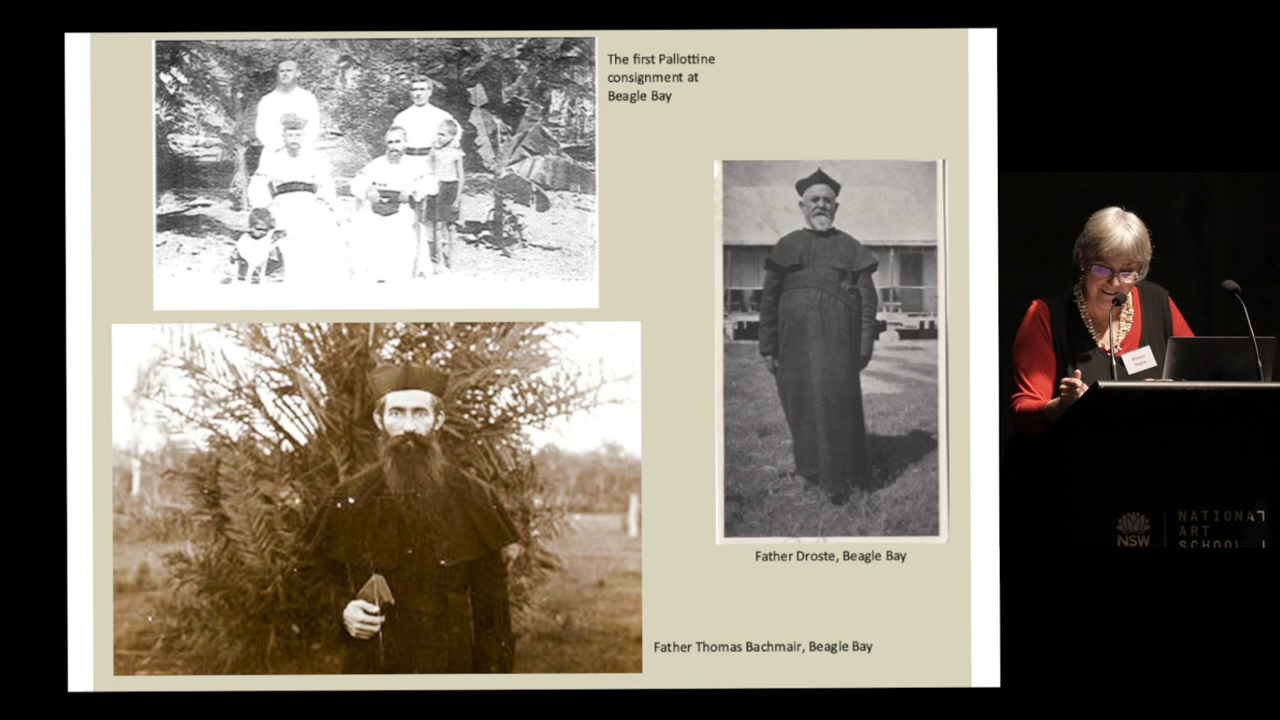 The first Pallottine
consignment at
Beagle Bay
Father Droste, Beagle Bay
Father Thomas Bachmair, Beagle Bay
NSW
NATIONAL
ART
SCHOOL